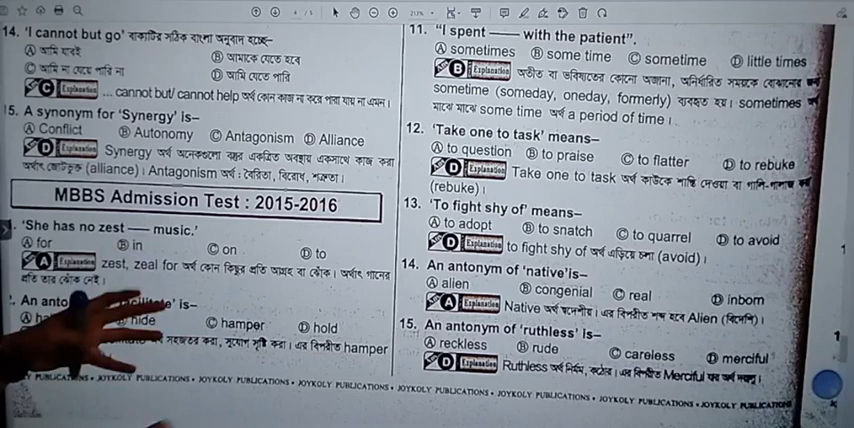 14. 'I cannot but go' বাক্যটির সঠিক বাংলা অনুবাদ হচ্ছে–
Ⓐ আমি যাবই Ⓑ আমাকে যেতে হবে
Ⓒ আমি না যেয়ে পারি না Ⓓ আমি যেতে পারি
Ⓒ Explanation ... cannot but/ cannot help অর্থ কোন কাজ না করে পারা যায় না এমন।
15. A synonym for 'Synergy' is–
Ⓐ Conflict Ⓑ Autonomy Ⓒ Antagonism Ⓓ Alliance
Ⓓ Explanation Synergy অর্থ অনেকগুলো বস্তু একত্রিত অবস্থায় একসাথে কাজ করা
অর্থাৎ জোটভুক্ত (alliance)। Antagonism অর্থ : বৈরিতা, বিরোধ, শত্রুতা।
MBBS Admission Test : 2015-2016
. 'She has no zest —— music.'
Ⓐ for Ⓑ in Ⓒ on Ⓓ to
Ⓐ Explanation zest, zeal for অর্থ কোন কিছুর প্রতি আগ্রহ বা ঝোঁক। অর্থাৎ গানের
প্রতি তার ঝোঁক নেই।
. An is–
Ⓐ Ⓑ hide Ⓒ hamper Ⓓ hold
অর্থ সহজতর করা, সুযোগ সৃষ্টি করা। এর বিপরীত hamper
11. "I spent —— with the patient".
Ⓐ sometimes Ⓑ some time Ⓒ sometime Ⓓ little times
Ⓑ Explanation অতীত বা ভবিষ্যতের কোনো অজানা, অনির্ধারিত সময়কে বোঝানোর
sometime (someday, oneday, formerly) ব্যবহৃত হয়। sometimes
মাঝে মাঝে some time অর্থ a period of time।
12. 'Take one to task' means–
Ⓐ to question Ⓑ to praise Ⓒ to flatter Ⓓ to rebuke
Ⓓ Explanation Take one to task অর্থ কাউকে শাস্তি দেওয়া বা
(rebuke)।
13. 'To fight shy of' means–
Ⓐ to adopt Ⓑ to snatch Ⓒ to quarrel Ⓓ to avoid
Ⓓ Explanation to fight shy of অর্থ এড়িয়ে চলা (avoid)।
14. An antonym of 'native'is–
Ⓐ alien Ⓑ congenial Ⓒ real Ⓓ inborn
Ⓐ Explanation Native অর্থ স্বদেশীয়। এর বিপরীত শব্দ হবে Alien (বিদেশি)।
15. An antonym of 'ruthless' is–
Ⓐ reckless Ⓑ rude Ⓒ careless Ⓓ merciful
Ⓓ Explanation Ruthless অর্থ নির্মম, কঠোর। এর বিপরীত Merciful যার অর্থ দয়ালু।
PUBLICATIONS • JOYKOLY PUBLICATIONS • JOYKOLY PUBLICATIONS • JOYKOLY PUBLICATIONS • JOYKOLY PUBLICATIONS • JOYKOLY PUBLICATIONS • JOYKOLY PUBLICATIONS • JOYKOLY PUBLICATIONS